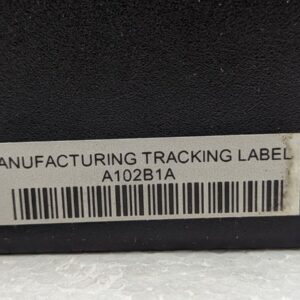 ANUFACTURING TRACKING LABEL
A102B1A